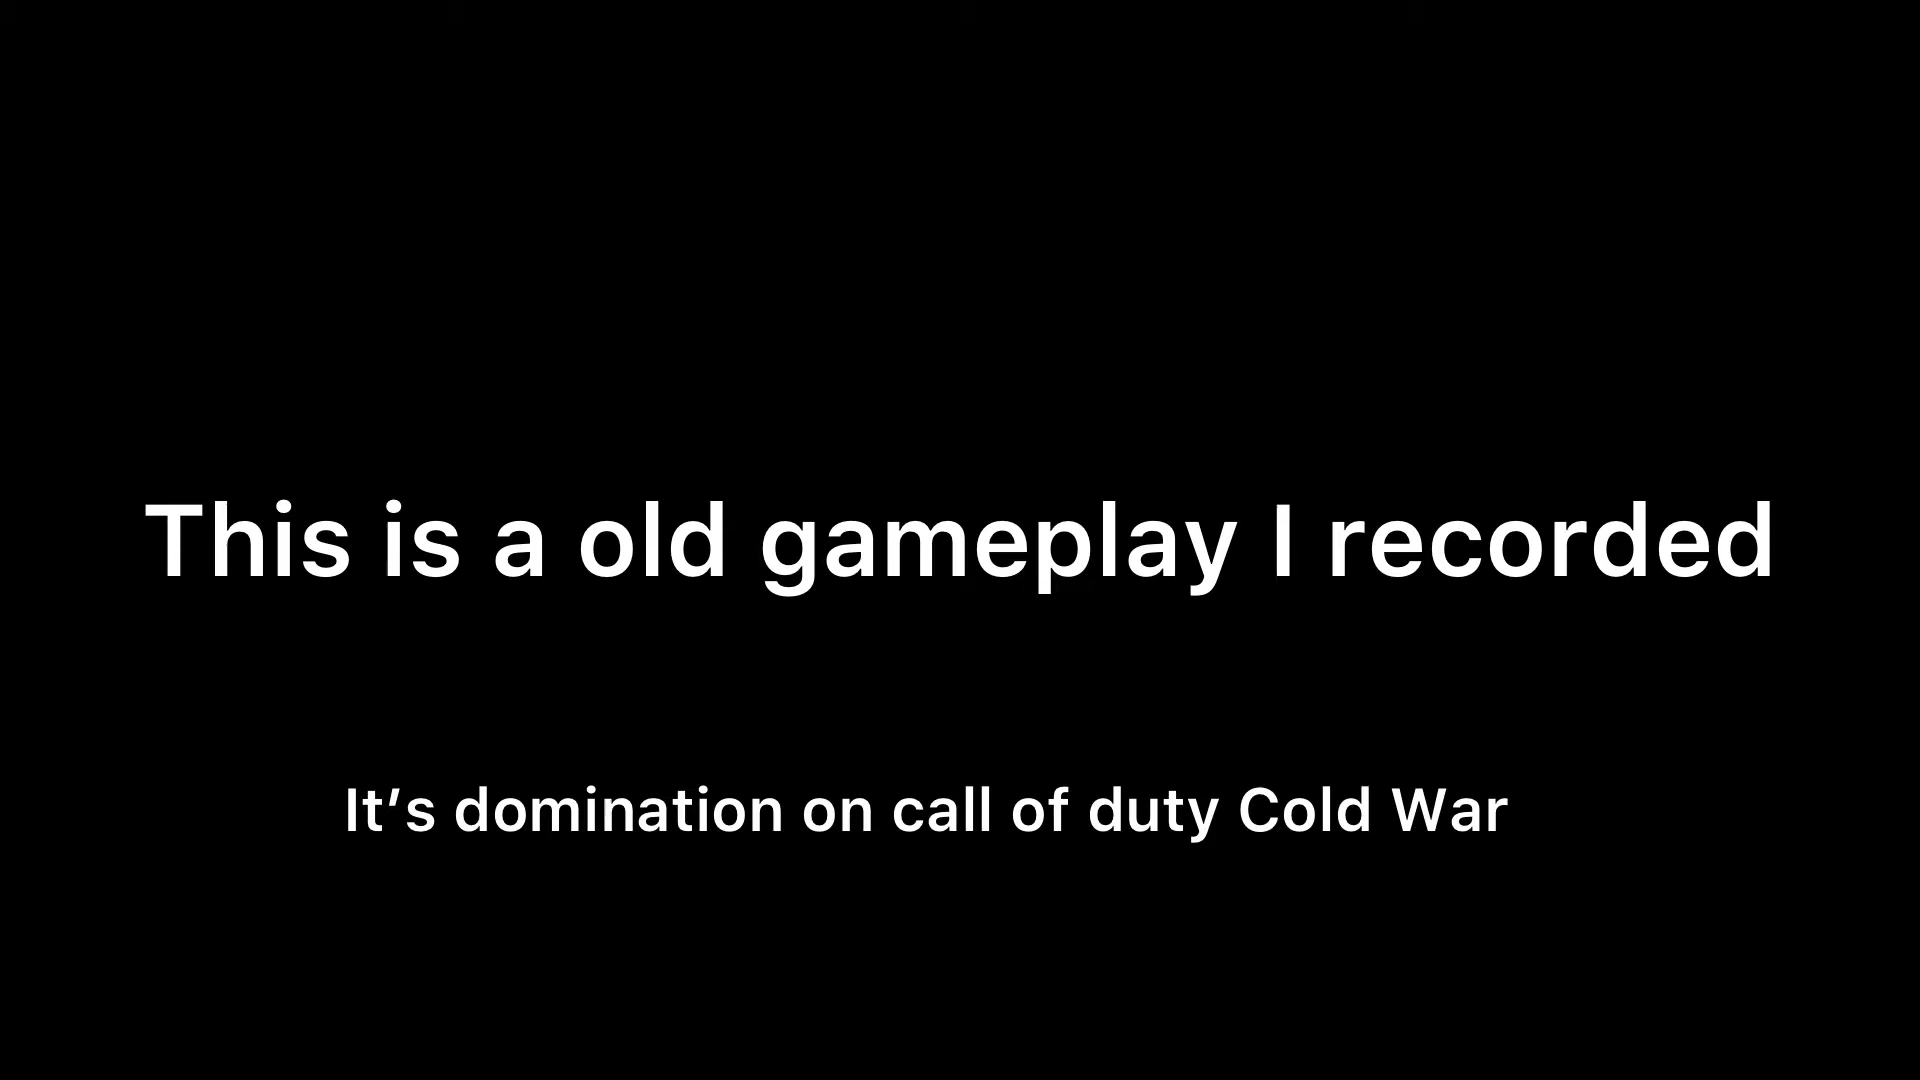 This is a old gameplay I recorded
It’s domination on call of duty Cold War